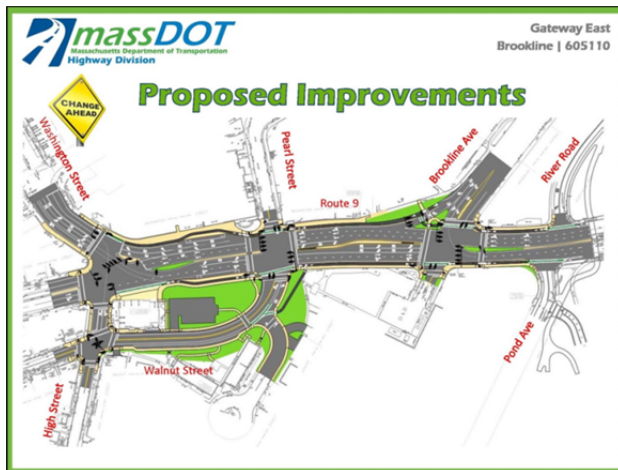 massDOT
Massachusetts Department of Transportation
Highway Division
Gateway East
Brookline | 605110
CHANGE
AHEAD
Proposed Improvements
Washington Street
Pearl Street
Brookline Ave
River Road
Route 9
Walnut Street
High Street
Pond Ave